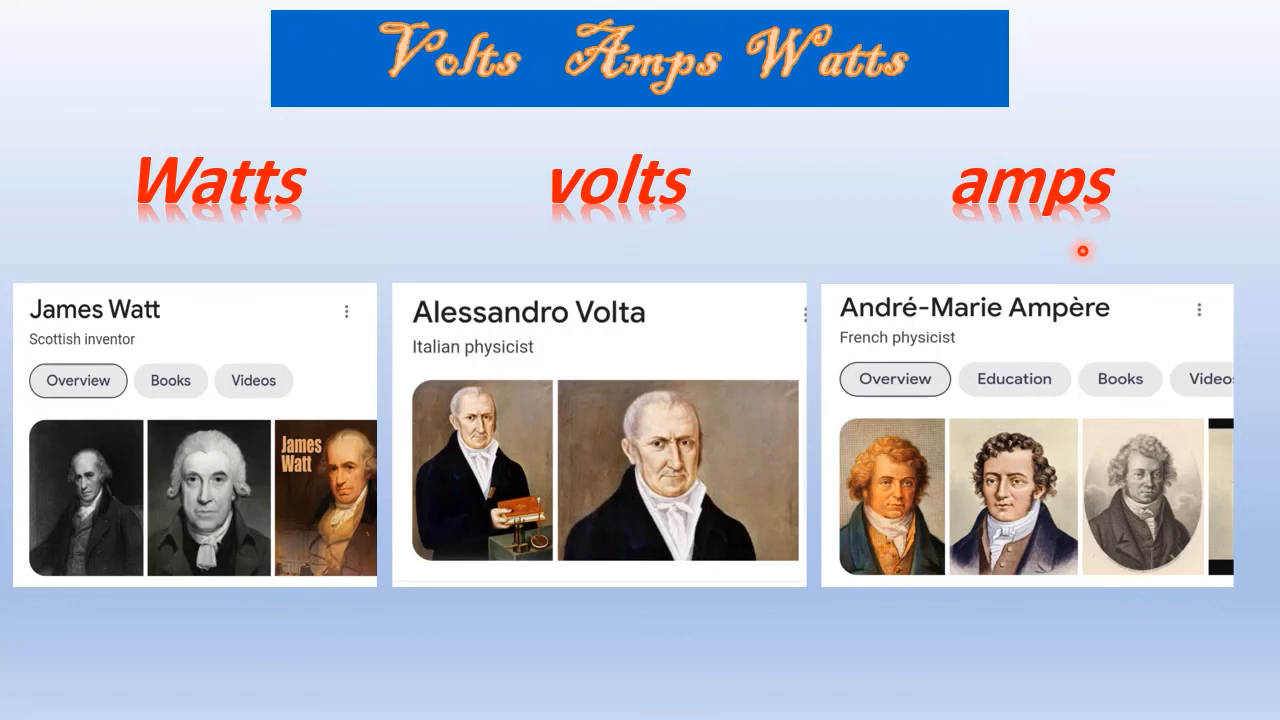 Volts Amps Watts
Watts
volts
amps
James Watt
Scottish inventor
Overview
Books
Videos
James
Watt
Alessandro Volta
Italian physicist
André-Marie Ampère
French physicist
Overview
Education
Books
Videos